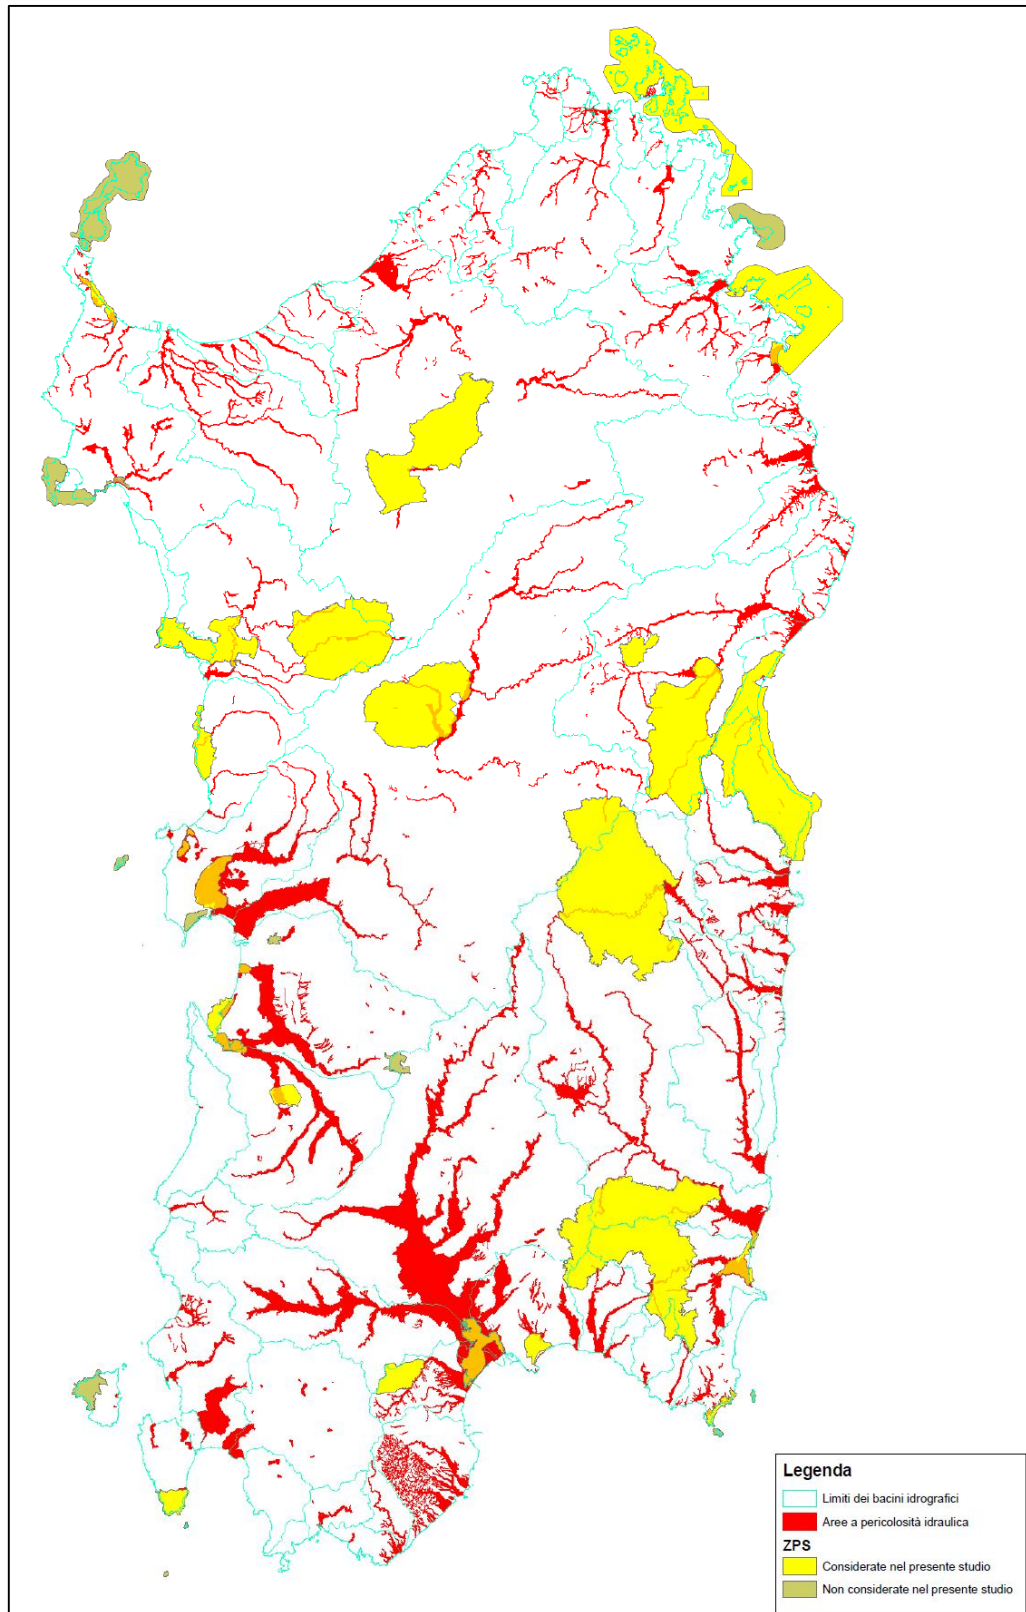 Legenda
Limiti dei bacini idrografici
Aree a pericolosità idraulica
ZPS
Considerate nel presente studio
Non considerate nel presente studio